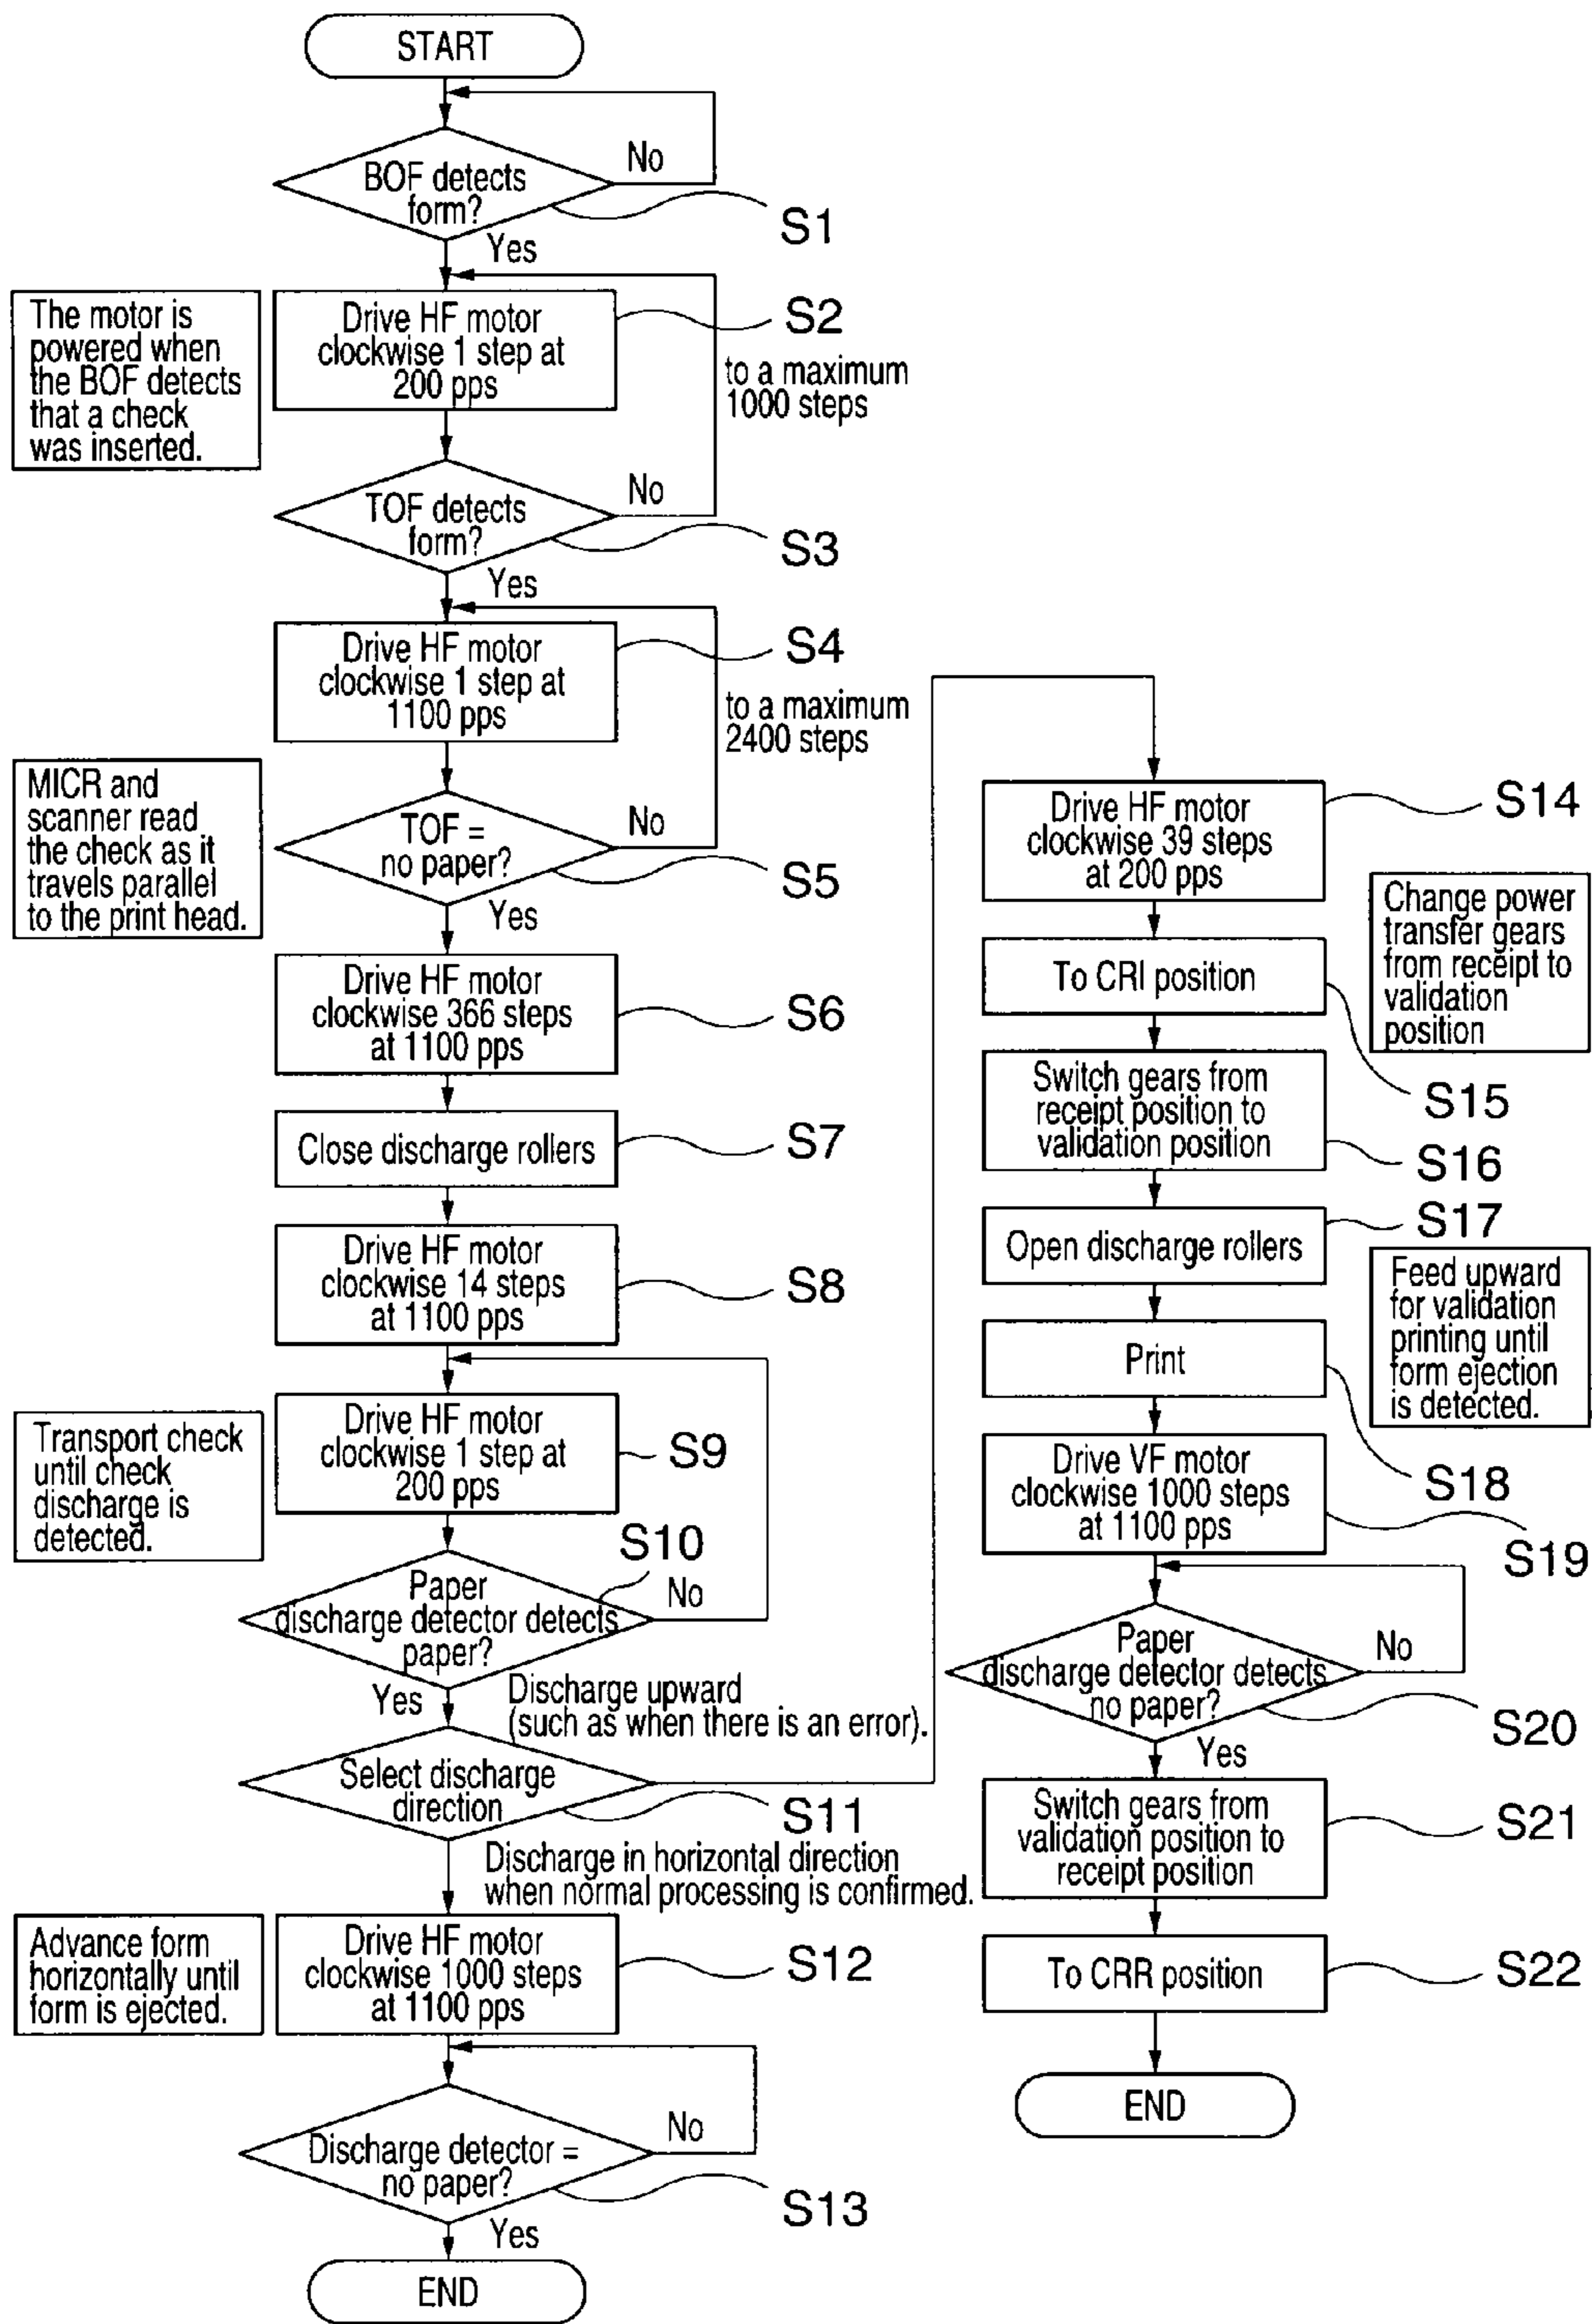 START
BOF detects
form?
No
S1
Yes
The motor is
powered when
the BOF detects
that a check
was inserted.
Drive HF motor
clockwise 1 step at
200 pps
S2
to a maximum
1000 steps
TOF detects
form?
No
S3
Yes
Drive HF motor
clockwise 1 step at
1100 pps
S4
to a maximum
2400 steps
MICR and
scanner read
the check as it
travels parallel
to the print head.
TOF =
no paper?
No
S5
Yes
Drive HF motor
clockwise 366 steps
at 1100 pps
S6
Close discharge rollers
S7
Drive HF motor
clockwise 14 steps
at 1100 pps
S8
Transport check
until check
discharge is
detected.
Drive HF motor
clockwise 1 step at
200 pps
S9
S10
Paper
discharge detector detects
paper?
No
Yes
Discharge upward
(such as when there is an error).
Select discharge
direction
S11
Discharge in horizontal direction
when normal processing is confirmed.
Advance form
horizontally until
form is ejected.
Drive HF motor
clockwise 1000 steps
at 1100 pps
S12
Discharge detector =
no paper?
No
S13
Yes
END
Drive HF motor
clockwise 39 steps
at 200 pps
S14
Change power
transfer gears
from receipt to
validation
position
To CRI position
S15
Switch gears from
receipt position to
validation position
S16
S17
Open discharge rollers
Feed upward
for validation
printing until
form ejection
is detected.
Print
S18
Drive VF motor
clockwise 1000 steps
at 1100 pps
S19
Paper
discharge detector detects
no paper?
No
S20
Yes
Switch gears from
validation position to
receipt position
S21
To CRR position
S22
END